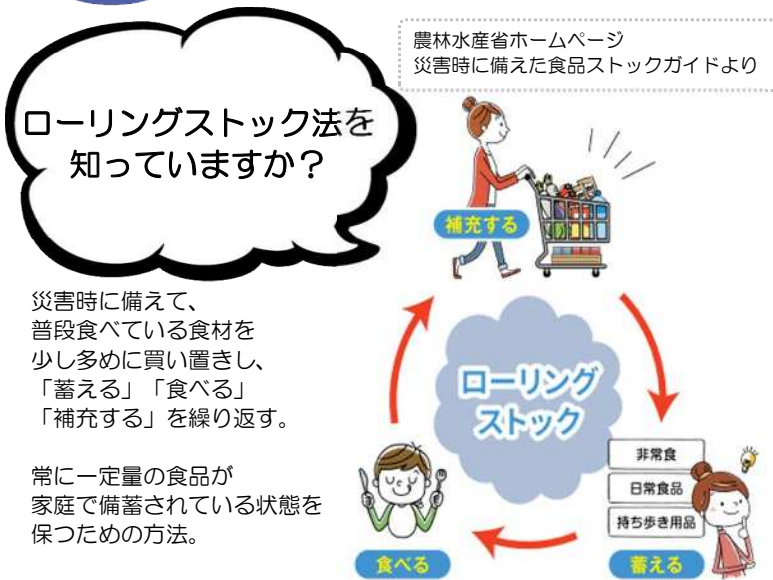 農林水産省ホームページ
災害時に備えた食品ストックガイドより
ローリングストック法を
知っていますか？
補充する
災害時に備えて、
普段食べている食材を
少し多めに買い置きし、
「蓄える」「食べる」
「補充する」を繰り返す。
常に一定量の食品が
家庭で備蓄されている状態を
保つための方法。
ローリング
ストック
非常食
日常食品
持ち歩き用品
食べる
蓄える